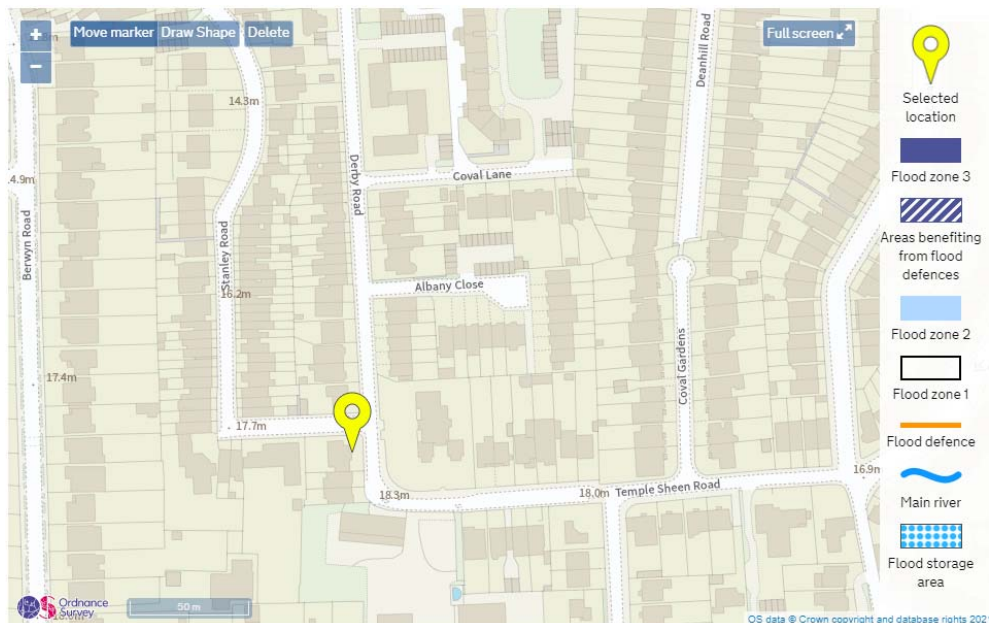 +
−
Move marker
Draw Shape
Delete
Full screen
14.3m
4.9m
Berwyn Road
Stanley Road
16.2m
17.4m
17.7m
Derby Road
Coval Lane
Albany Close
Deanhill Road
Coval Gardens
18.3m
18.0m
Temple Sheen Road
16.9m
50 m
Ordnance
Survey
OS data © Crown copyright and database rights 202
Selected
location
Flood zone 3
Areas benefiting
from flood
defences
Flood zone 2
Flood zone 1
Flood defence
Main river
Flood storage
area